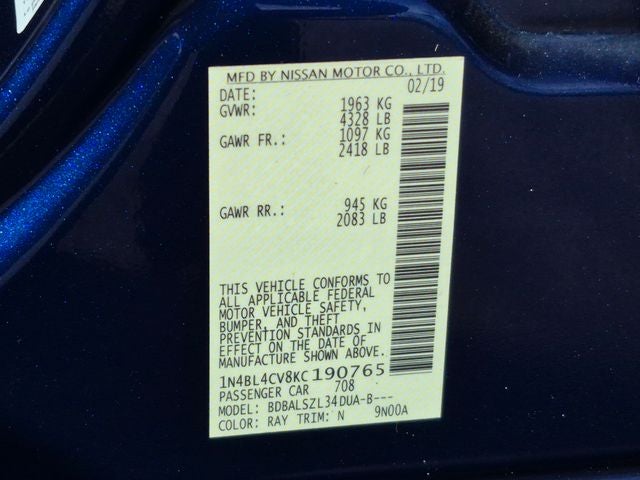 MFD BY NISSAN MOTOR CO., LTD.
DATE: 02/19
GVWR: 1963 KG
4328 LB
GAWR FR.: 1097 KG
2418 LB
GAWR RR.: 945 KG
2083 LB
THIS VEHICLE CONFORMS TO
ALL APPLICABLE FEDERAL
MOTOR VEHICLE SAFETY,
BUMPER, AND THEFT
PREVENTION STANDARDS IN
EFFECT ON THE DATE OF
MANUFACTURE SHOWN ABOVE.
1N4BL4CV8KC190765
PASSENGER CAR 708
MODEL: BDBALSZL34DUA-B---
COLOR: RAY TRIM: N 9N00A